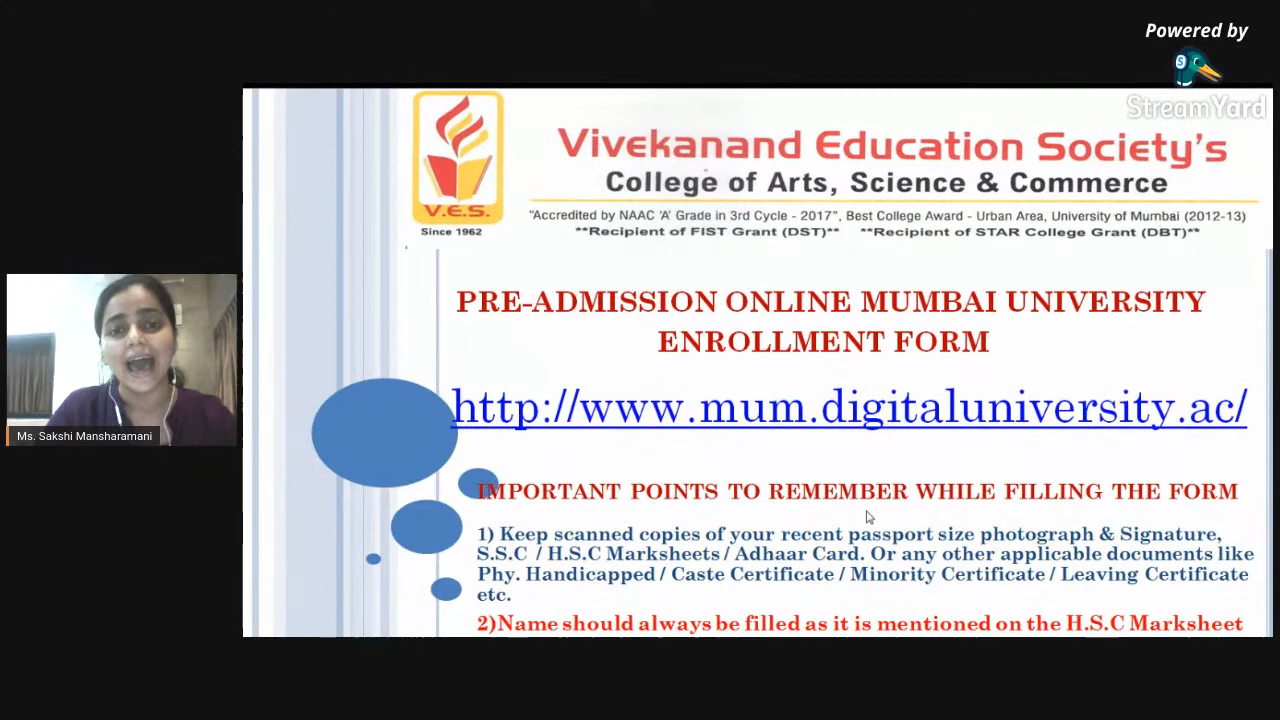 Powered by
S
StreamYard
V.E.S.
Since 1962
Vivekanand Education Society's
College of Arts, Science & Commerce
"Accredited by NAAC 'A' Grade in 3rd Cycle - 2017", Best College Award - Urban Area, University of Mumbai (2012-13)
**Recipient of FIST Grant (DST)** **Recipient of STAR College Grant (DBT)**
PRE-ADMISSION ONLINE MUMBAI UNIVERSITY
ENROLLMENT FORM
http://www.mum.digitaluniversity.ac/
IMPORTANT POINTS TO REMEMBER WHILE FILLING THE FORM
1) Keep scanned copies of your recent passport size photograph & Signature,
S.S.C / H.S.C Marksheets / Adhaar Card. Or any other applicable documents like
Phy. Handicapped / Caste Certificate / Minority Certificate / Leaving Certificate
etc.
2)Name should always be filled as it is mentioned on the H.S.C Marksheet
Ms. Sakshi Mansharamani